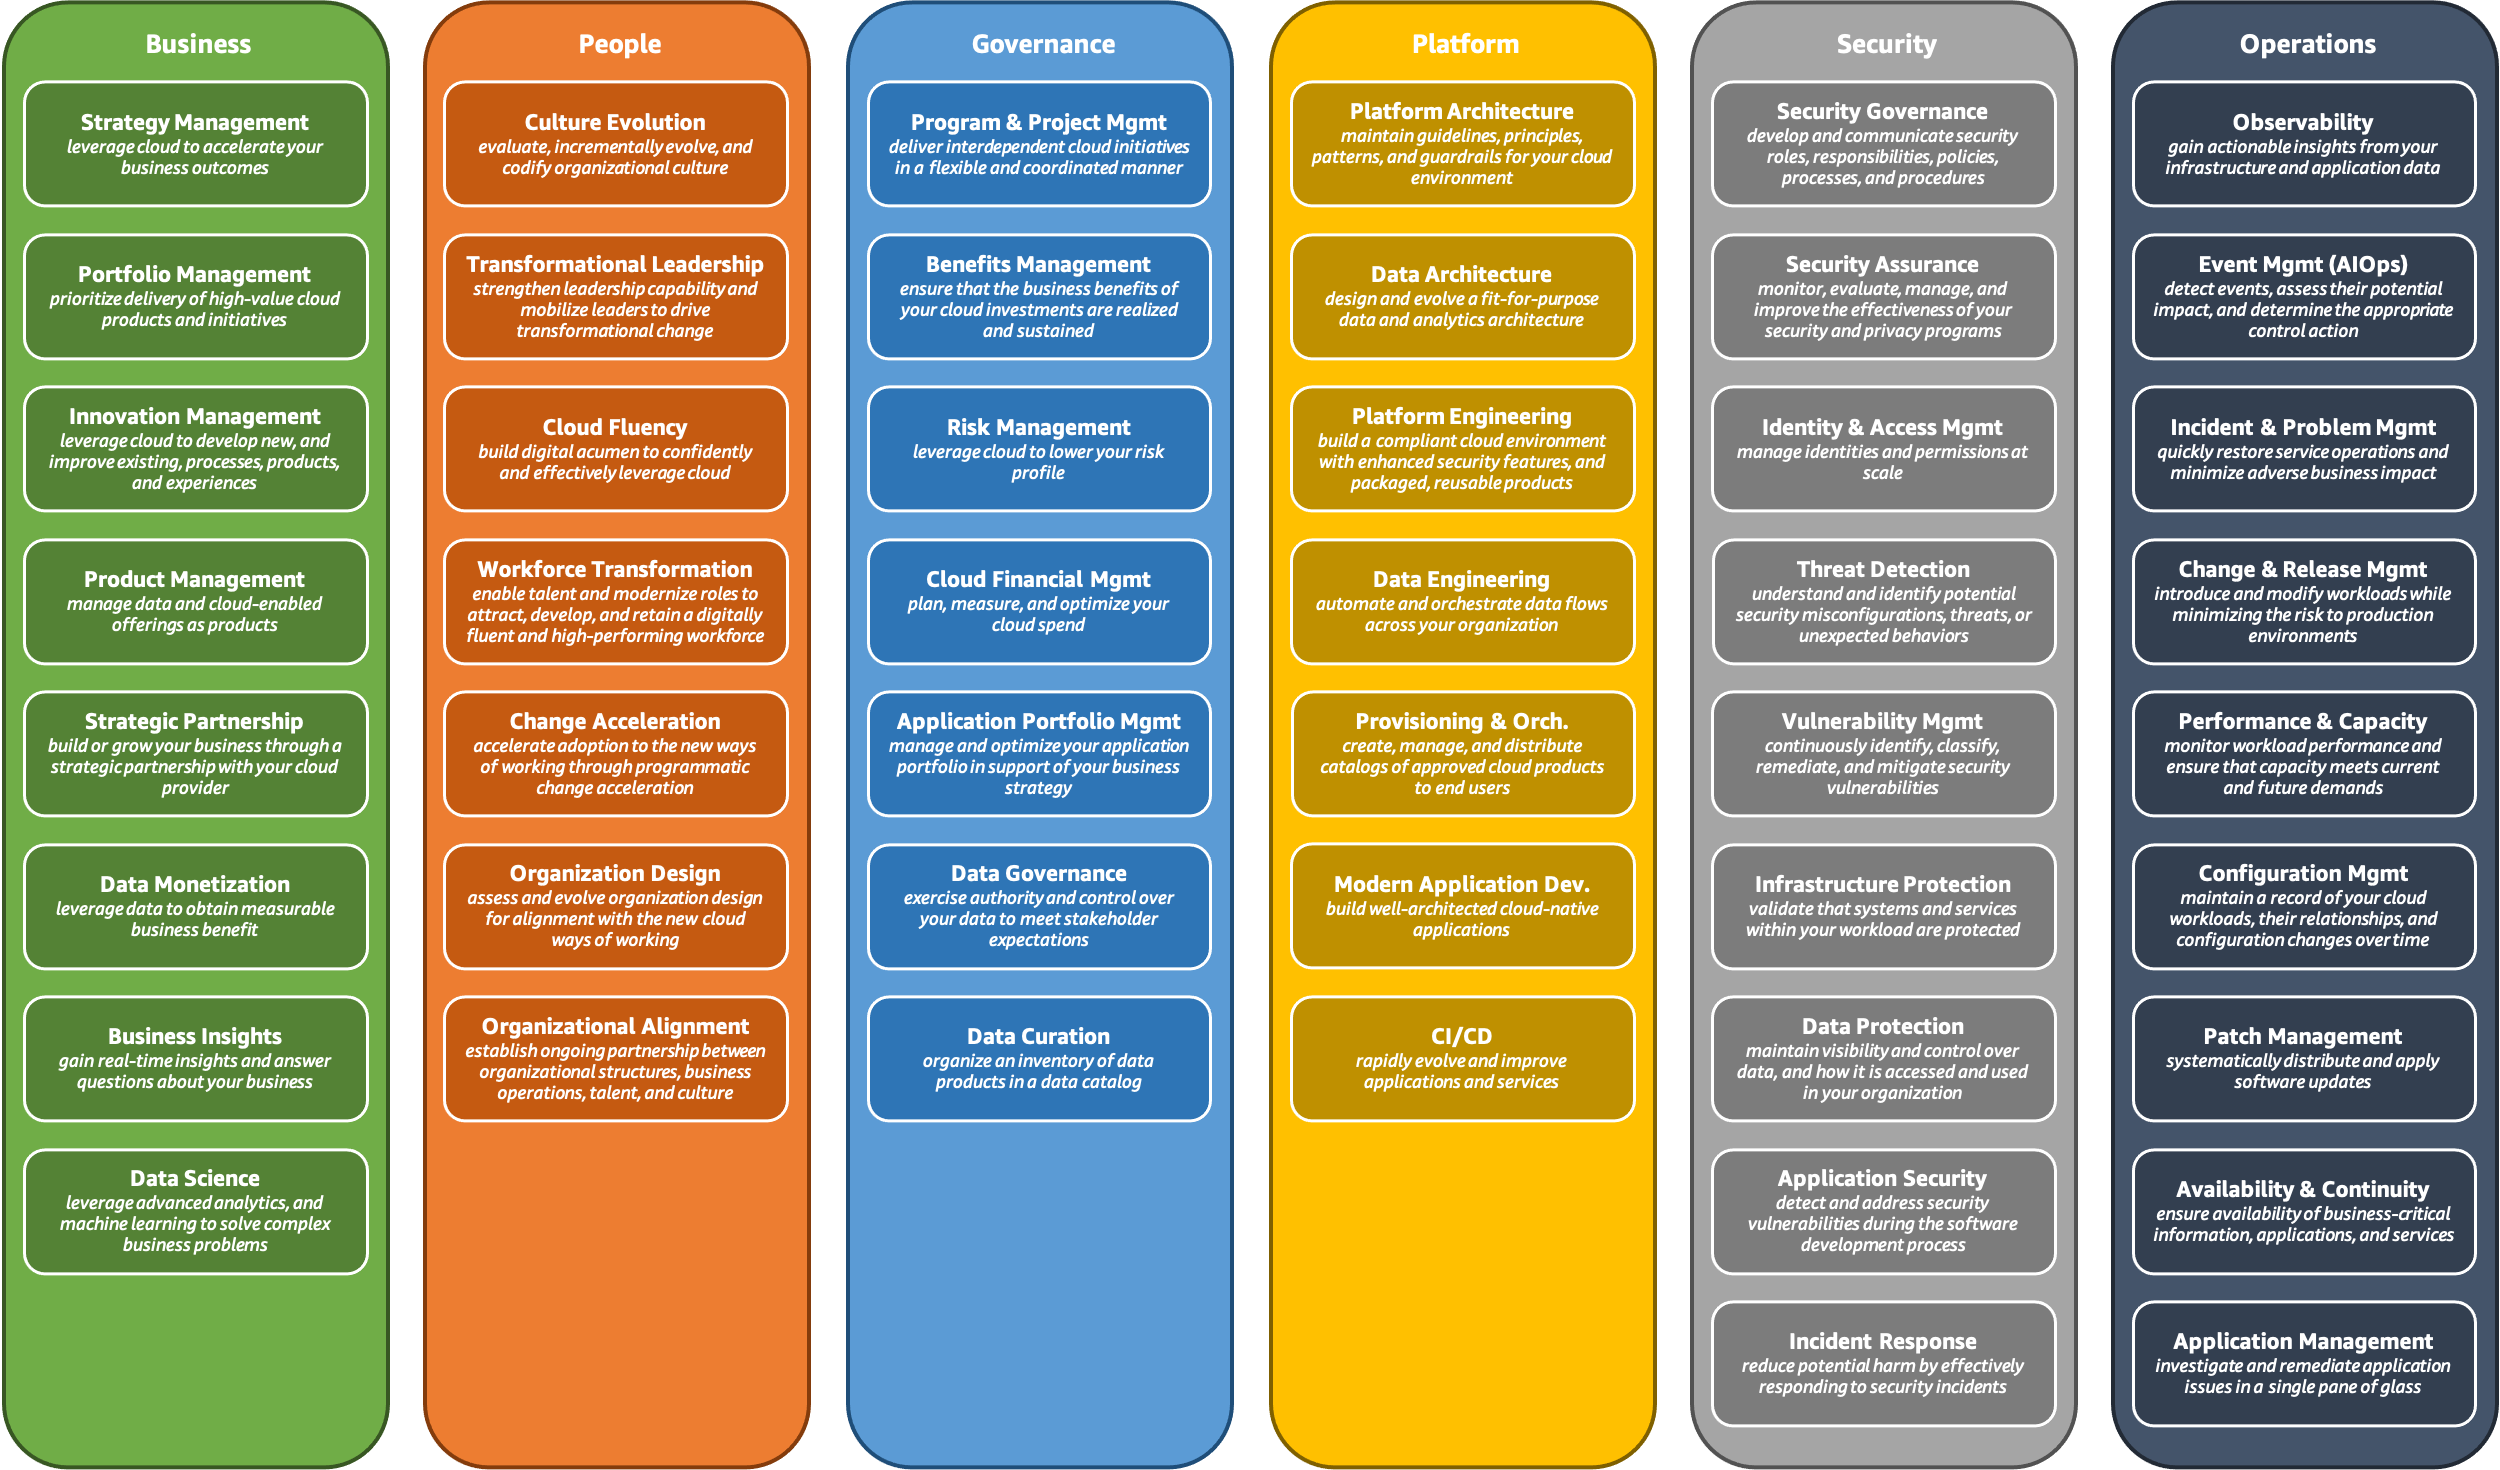 Business
Strategy Management
leverage cloud to accelerate your
business outcomes
Portfolio Management
prioritize delivery of high-value cloud
products and initiatives
Innovation Management
leverage cloud to develop new, and
improve existing, processes, products,
and experiences
Product Management
manage data and cloud-enabled
offerings as products
Strategic Partnership
build or grow your business through a
strategic partnership with your cloud
provider
Data Monetization
leverage data to obtain measurable
business benefit
Business Insights
gain real-time insights and answer
questions about your business
Data Science
leverage advanced analytics, and
machine learning to solve complex
business problems
People
Culture Evolution
evaluate, incrementally evolve, and
codify organizational culture
Transformational Leadership
strengthen leadership capability and
mobilize leaders to drive
transformational change
Cloud Fluency
build digital acumen to confidently
and effectively leverage cloud
Workforce Transformation
enable talent and modernize roles to
attract, develop, and retain a digitally
fluent and high-performing workforce
Change Acceleration
accelerate adoption to the new ways
of working through programmatic
change acceleration
Organization Design
assess and evolve organization design
for alignment with the new cloud
ways of working
Organizational Alignment
establish ongoing partnership between
organizational structures, business
operations, talent, and culture
Governance
Program & Project Mgmt
deliver interdependent cloud initiatives
in a flexible and coordinated manner
Benefits Management
ensure that the business benefits of
your cloud investments are realized
and sustained
Risk Management
leverage cloud to lower your risk
profile
Cloud Financial Mgmt
plan, measure, and optimize your
cloud spend
Application Portfolio Mgmt
manage and optimize your application
portfolio in support of your business
strategy
Data Governance
exercise authority and control over
your data to meet stakeholder
expectations
Data Curation
organize an inventory of data
products in a data catalog
Platform
Platform Architecture
maintain guidelines, principles,
patterns, and guardrails for your cloud
environment
Data Architecture
design and evolve a fit-for-purpose
data and analytics architecture
Platform Engineering
build a compliant cloud environment
with enhanced security features, and
packaged, reusable products
Data Engineering
automate and orchestrate data flows
across your organization
Provisioning & Orch.
create, manage, and distribute
catalogs of approved cloud products
to end users
Modern Application Dev.
build well-architected cloud-native
applications
CI/CD
rapidly evolve and improve
applications and services
Security
Security Governance
develop and communicate security
roles, responsibilities, policies,
processes, and procedures
Security Assurance
monitor, evaluate, manage, and
improve the effectiveness of your
security and privacy programs
Identity & Access Mgmt
manage identities and permissions at
scale
Threat Detection
understand and identify potential
security misconfigurations, threats, or
unexpected behaviors
Vulnerability Mgmt
continuously identify, classify,
remediate, and mitigate security
vulnerabilities
Infrastructure Protection
validate that systems and services
within your workload are protected
Data Protection
maintain visibility and control over
data, and how it is accessed and used
in your organization
Application Security
detect and address security
vulnerabilities during the software
development process
Incident Response
reduce potential harm by effectively
responding to security incidents
Operations
Observability
gain actionable insights from your
infrastructure and application data
Event Mgmt (AIOps)
detect events, assess their potential
impact, and determine the appropriate
control action
Incident & Problem Mgmt
quickly restore service operations and
minimize adverse business impact
Change & Release Mgmt
introduce and modify workloads while
minimizing the risk to production
environments
Performance & Capacity
monitor workload performance and
ensure that capacity meets current
and future demands
Configuration Mgmt
maintain a record of your cloud
workloads, their relationships, and
configuration changes over time
Patch Management
systematically distribute and apply
software updates
Availability & Continuity
ensure availability of business-critical
information, applications, and services
Application Management
investigate and remediate application
issues in a single pane of glass